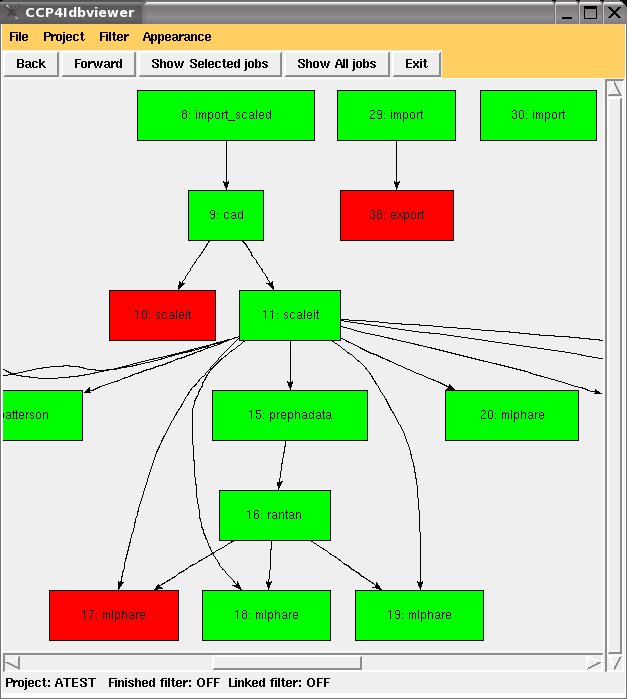 CCP4Idbviewer
File Project Filter Appearance
Back Forward Show Selected jobs Show All jobs Exit
8: import_scaled 29: import 30: import
9: cad 38: export
10: scaleit 11: scaleit
atterson 15: prephadata 20: mlphare
16: rantan
17: mlphare 18: mlphare 19: mlphare
Project: ATEST Finished filter: OFF Linked filter: OFF